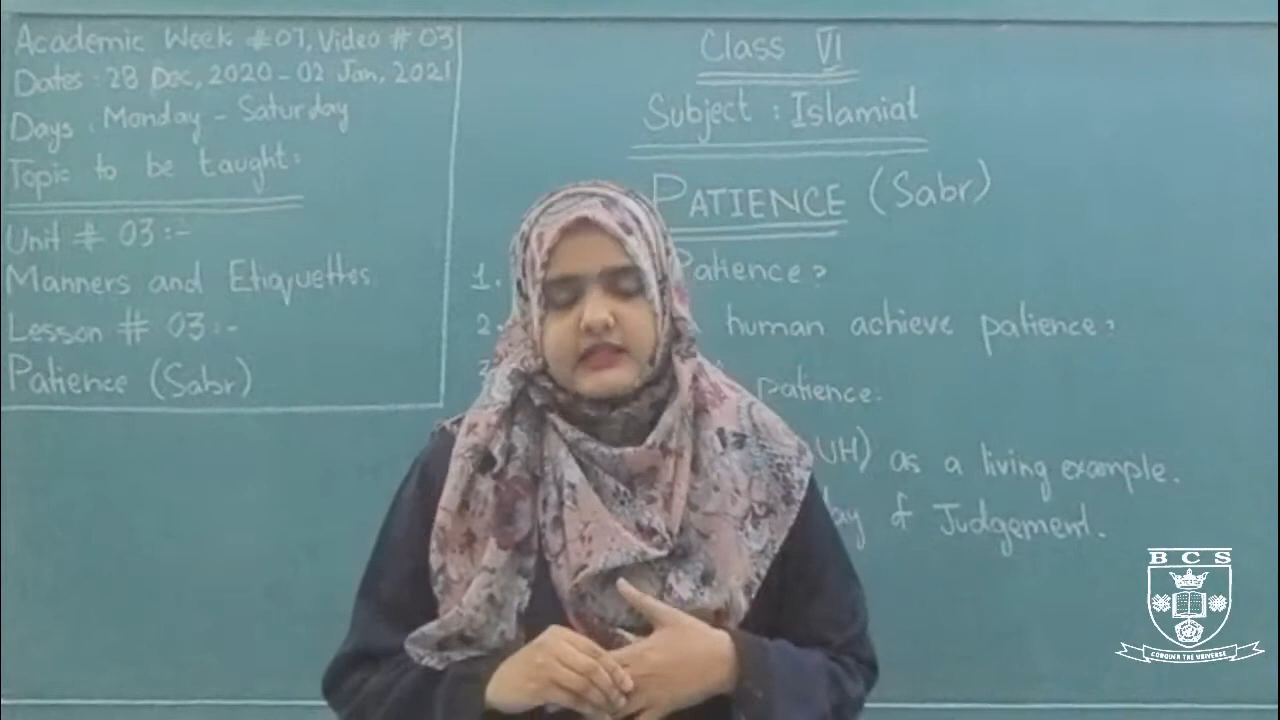 Academic Week # 01, Video # 03
Dates : 28 Dec, 2020 - 02 Jan, 2021
Days : Monday - Saturday
Topic to be taught:
Unit # 03:-
Manners and Etiquettes
Lesson # 03:-
Patience (Sabr)
Class VI
Subject : Islamiat
PATIENCE (Sabr)
1. Patience?
2. human achieve patience?
patience.
UH) as a living example.
of Judgement.
BCS
CONQUER THE UNIVERSE